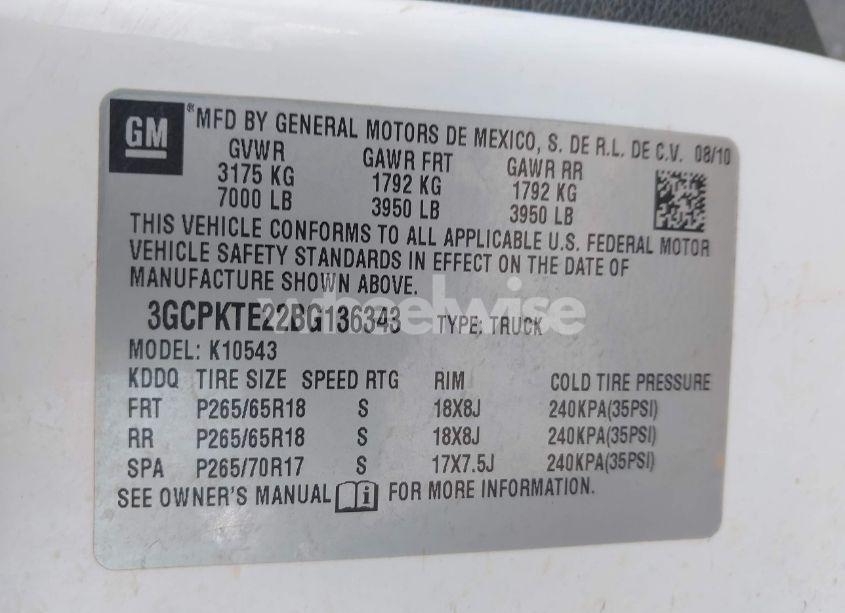 GM
®MFD BY GENERAL MOTORS DE MEXICO, S. DE R.L. DE C.V. 08/10
GVWR GAWR FRT GAWR RR
3175 KG 1792 KG 1792 KG
7000 LB 3950 LB 3950 LB
THIS VEHICLE CONFORMS TO ALL APPLICABLE U.S. FEDERAL MOTOR
VEHICLE SAFETY STANDARDS IN EFFECT ON THE DATE OF
MANUFACTURE SHOWN ABOVE.
wheelwise
3GCPKTE22BG136343 TYPE: TRUCK
MODEL: K10543
KDDQ TIRE SIZE SPEED RTG RIM COLD TIRE PRESSURE
FRT P265/65R18 S 18X8J 240KPA(35PSI)
RR P265/65R18 S 18X8J 240KPA(35PSI)
SPA P265/70R17 S 17X7.5J 240KPA(35PSI)
SEE OWNER'S MANUAL i FOR MORE INFORMATION.